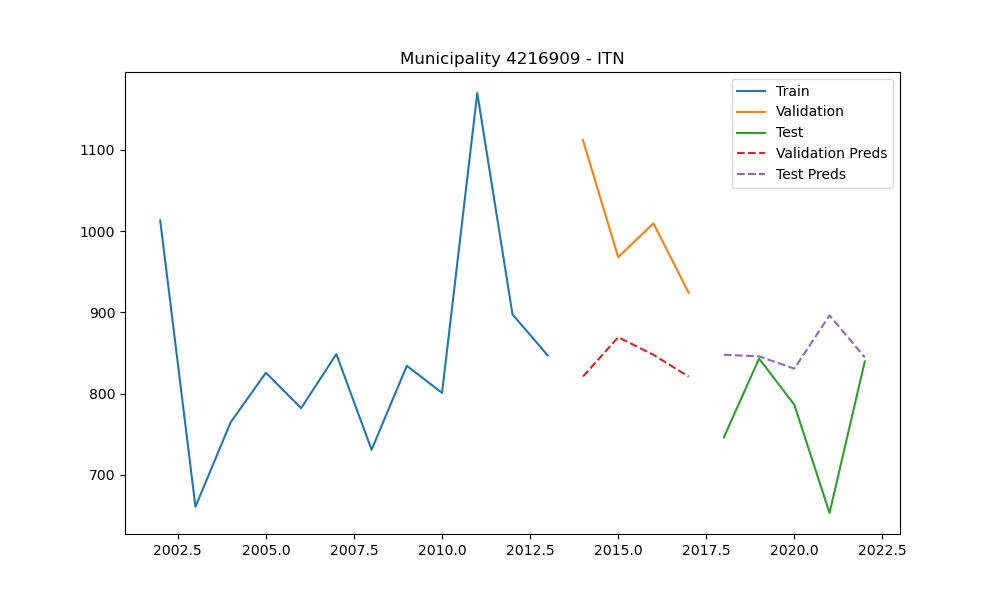 Municipality 4216909 - ITN
Train
Validation
Test
Validation Preds
Test Preds
1100
1000
900
800
700
2002.5 2005.0 2007.5 2010.0 2012.5 2015.0 2017.5 2020.0 2022.5